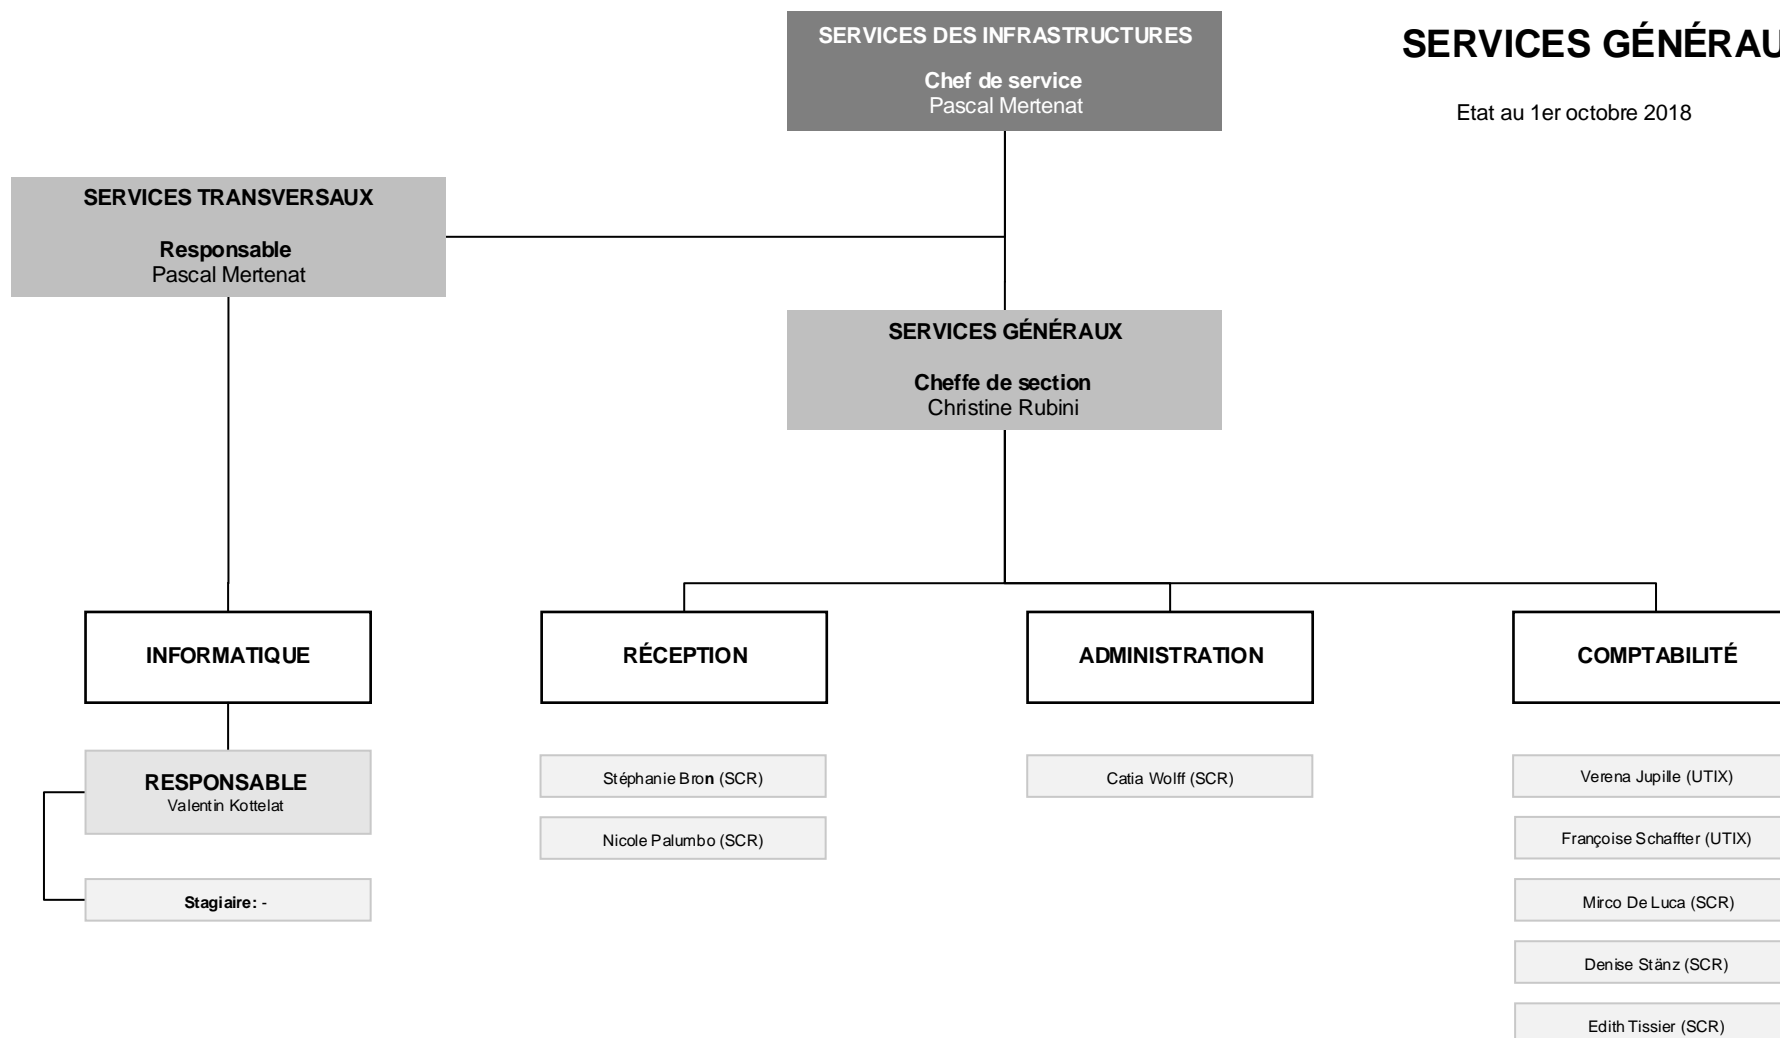 SERVICES DES INFRASTRUCTURES
Chef de service
Pascal Mertenat
SERVICES GÉNÉRAU
Etat au 1er octobre 2018
SERVICES TRANSVERSAUX
Responsable
Pascal Mertenat
SERVICES GÉNÉRAUX
Cheffe de section
Christine Rubini
INFORMATIQUE
RÉCEPTION
ADMINISTRATION
COMPTABILITÉ
RESPONSABLE
Valentin Kottelat
Stagiaire: -
Stéphanie Bron (SCR)
Nicole Palumbo (SCR)
Catia Wolff (SCR)
Verena Jupille (UTIX)
Françoise Schaffter (UTIX)
Mirco De Luca (SCR)
Denise Stänz (SCR)
Edith Tissier (SCR)